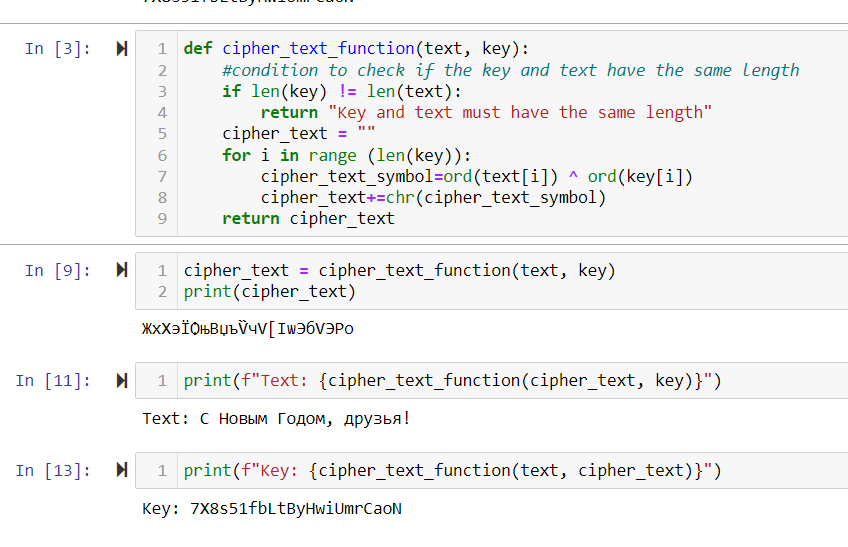 In [3]:
1 def cipher_text_function(text, key):
2 #condition to check if the key and text have the same length
3 if len(key) != len(text):
4 return "Key and text must have the same length"
5 cipher_text = ""
6 for i in range (len(key)):
7 cipher_text_symbol=ord(text[i]) ^ ord(key[i])
8 cipher_text+=chr(cipher_text_symbol)
9 return cipher_text
In [9]:
1 cipher_text = cipher_text_function(text, key)
2 print(cipher_text)
In [11]:
1 print(f"Text: {cipher_text_function(cipher_text, key)}")
Text: С Новым Годом, друзья!
In [13]:
1 print(f"Key: {cipher_text_function(text, cipher_text)}")
Key: 7X8s51fbLtByHwiUmrCaoN